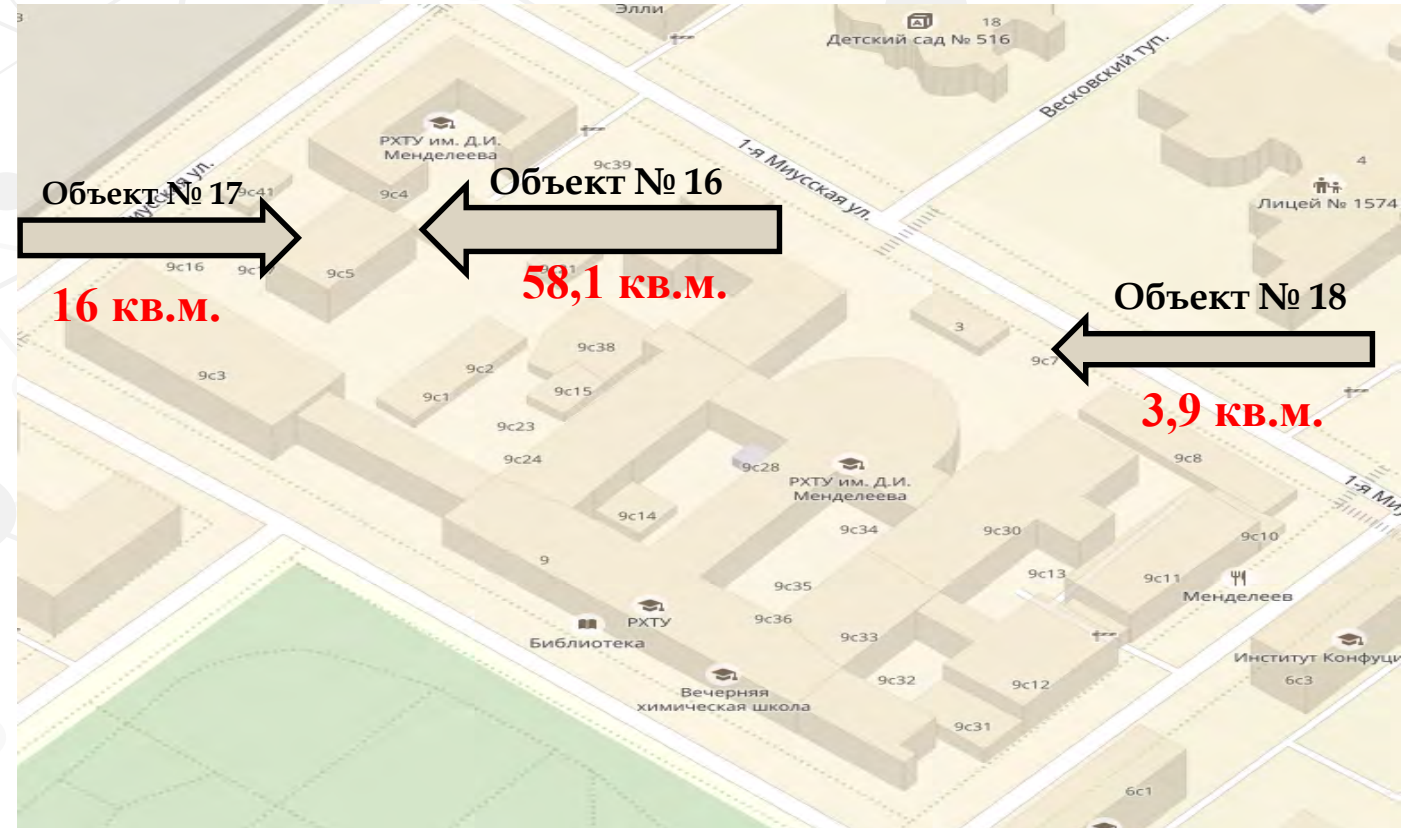 Элли
18
Детский сад № 516
Весковский туп.
РХТУ им. Д.И.
Менделеева
1-я Миусская ул.
9с39
4
Лицей № 1574
Объект № 17
9с41
9с4
Объект № 16
9с16
9с5
16 кв.м.
58,1 кв.м.
Объект № 18
3
9с7
3,9 кв.м.
9с38
9с2
9с3
9с15
9с1
9с23
9с24
9с28
РХТУ им. Д.И.
Менделеева
9с8
1-я Миу
9с14
9с34
9с30
9с10
9
9с13
9с11
Менделеев
9с35
РХТУ
9с36
Библиотека
9с33
Институт Конфуци
6с3
9с32
9с12
Вечерняя
химическая школа
9с31
6с1